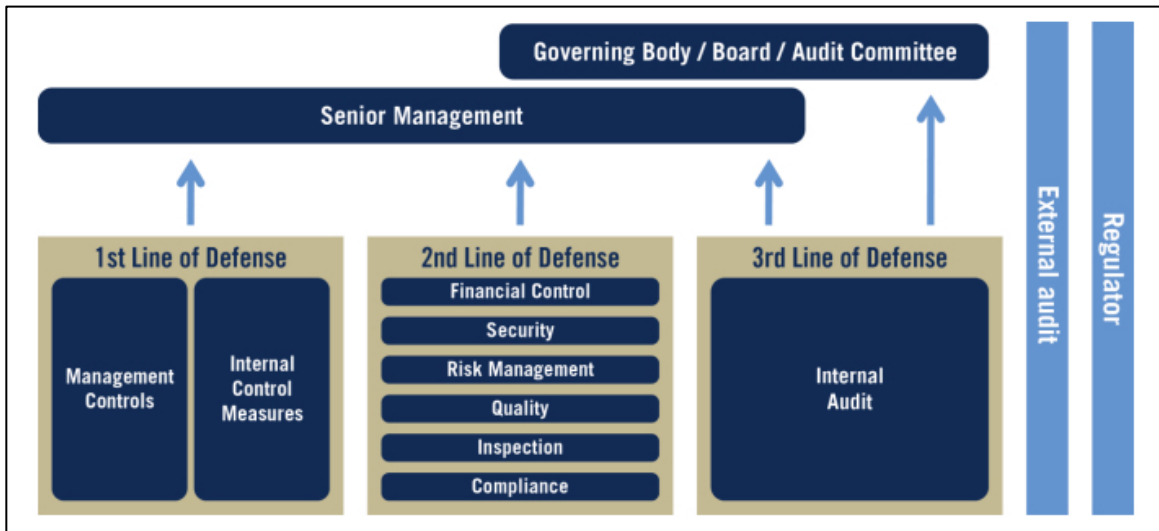 Governing Body / Board / Audit Committee
Senior Management
1st Line of Defense
Management
Controls
Internal
Control
Measures
2nd Line of Defense
Financial Control
Security
Risk Management
Quality
Inspection
Compliance
3rd Line of Defense
Internal
Audit
External audit
Regulator